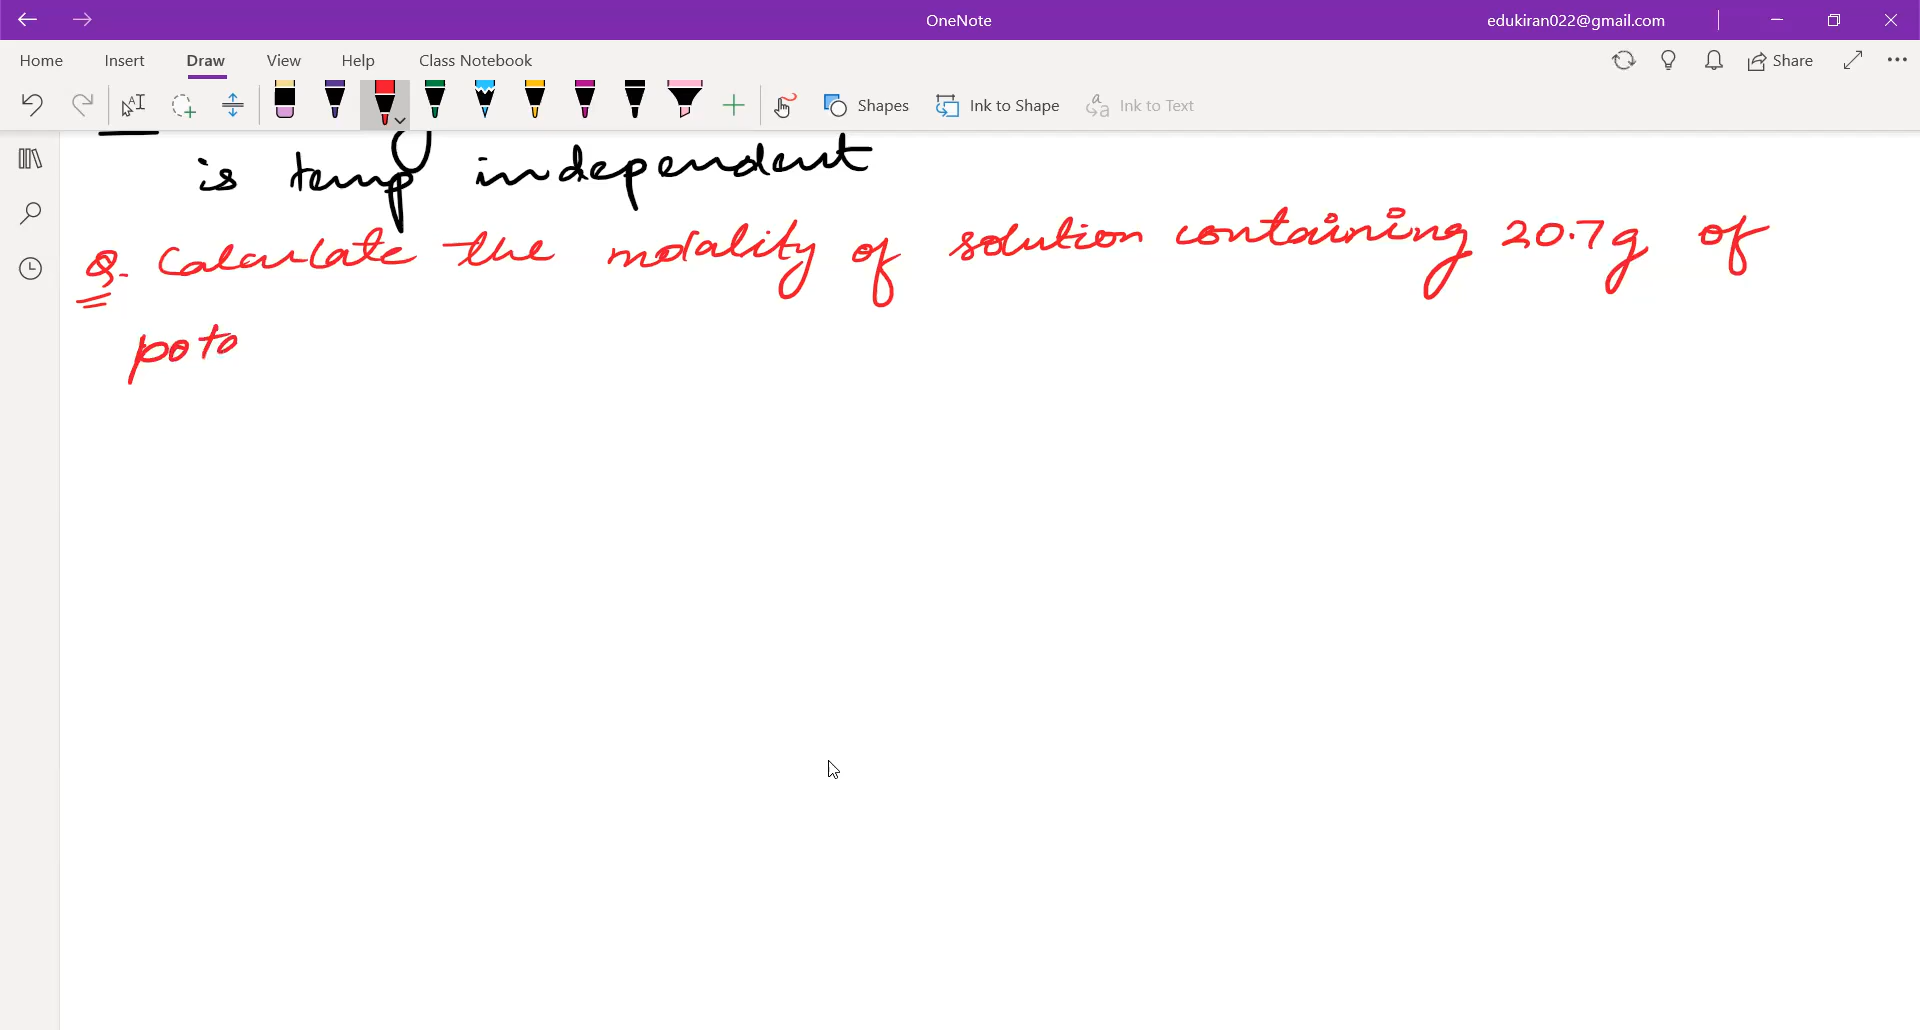 OneNote
edukiran022@gmail.com
Home Insert Draw View Help Class Notebook
Share
Shapes
Ink to Shape
Ink to Text
is temp independent
Q. Calculate the molality of solution containing 20.7g of
pota